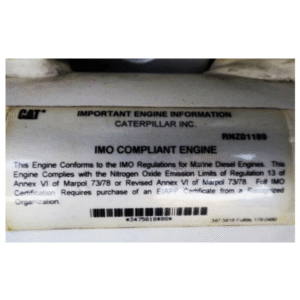 CAT
IMPORTANT ENGINE INFORMATION
CATERPILLAR INC.
RNZ01189
IMO COMPLIANT ENGINE
This Engine Conforms to the IMO Regulations for Marine Diesel Engines. This
Engine Complies with the Nitrogen Oxide Emission Limits of Regulation 13 of
Annex VI of Marpol 73/78 or Revised Annex VI of Marpol 73/78. Full IMO
Certification Requires purchase of an EIAPP Certificate from a Recognized
Organization.